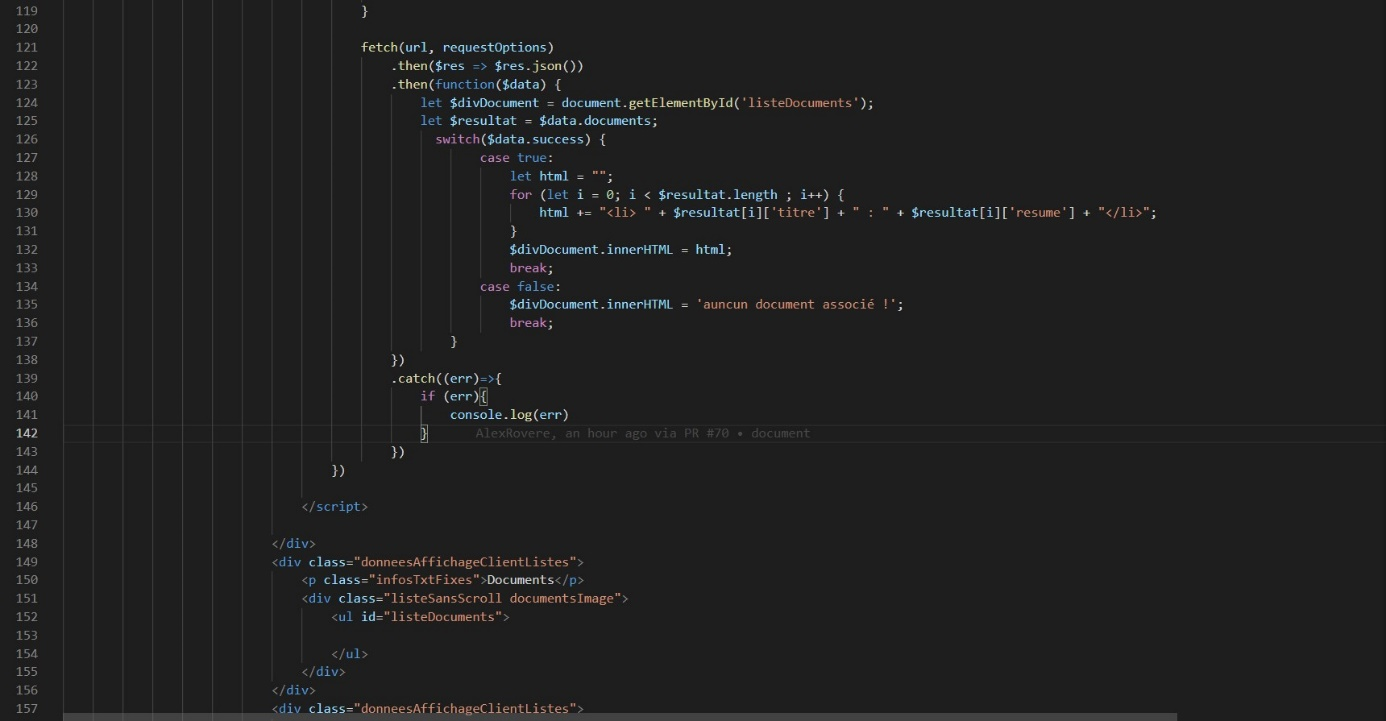 119 }
120
121 fetch(url, requestOptions)
122 .then($res => $res.json())
123 .then(function($data) {
124 let $divDocument = document.getElementById('listeDocuments');
125 let $resultat = $data.documents;
126 switch($data.success) {
127 case true:
128 let html = "";
129 for (let i = 0; i < $resultat.length ; i++) {
130 html += "<li> " + $resultat[i]['titre'] + " : " + $resultat[i]['resume'] + "</li>";
131 }
132 $divDocument.innerHTML = html;
133 break;
134 case false:
135 $divDocument.innerHTML = 'auncun document associé !';
136 break;
137 }
138 })
139 .catch((err)=>{
140 if (err){
141 console.log(err)
142 } AlexRovere, an hour ago via PR #70 • document
143 })
144 })
145
146 </script>
147
148 </div>
149 <div class="donneesAffichageClientListes">
150 <p class="infosTxtFixes">Documents</p>
151 <div class="listeSansScroll documentsImage">
152 <ul id="listeDocuments">
153
154 </ul>
155 </div>
156 </div>
157 <div class="donneesAffichageClientListes">